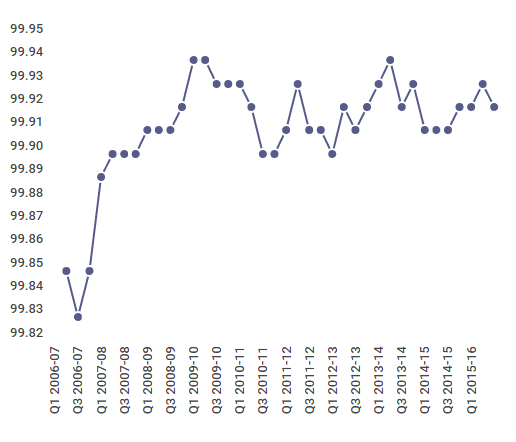 99.95
99.94
99.93
99.92
99.91
99.90
99.89
99.88
99.87
99.86
99.85
99.84
99.83
99.82
Q1 2006-07
Q3 2006-07
Q1 2007-08
Q3 2007-08
Q1 2008-09
Q3 2008-09
Q1 2009-10
Q3 2009-10
Q1 2010-11
Q3 2010-11
Q1 2011-12
Q3 2011-12
Q1 2012-13
Q3 2012-13
Q1 2013-14
Q3 2013-14
Q1 2014-15
Q3 2014-15
Q1 2015-16